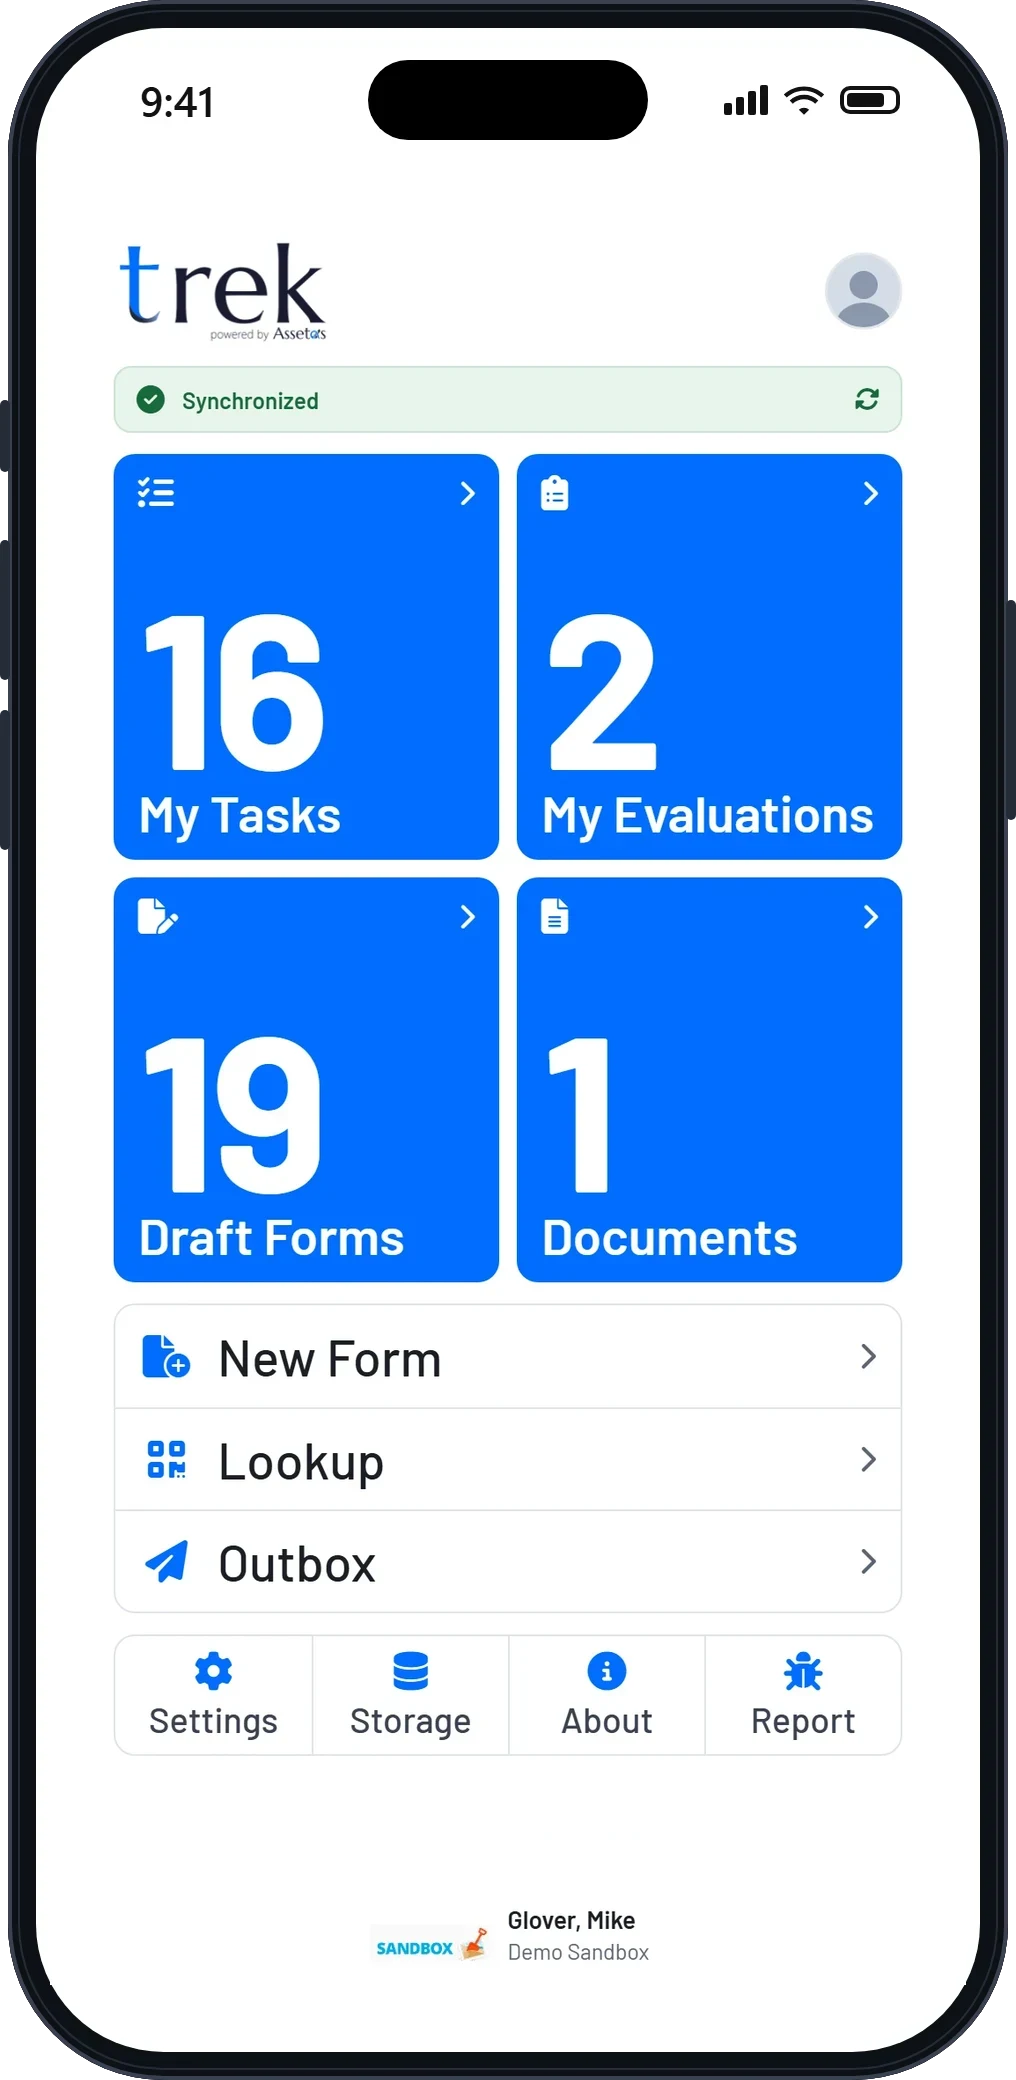 9:41
trek
powered by Assetas
Synchronized
16
My Tasks
2
My Evaluations
19
Draft Forms
1
Documents
New Form
Lookup
Outbox
Settings
Storage
About
Report
SANDBOX
Glover, Mike
Demo Sandbox